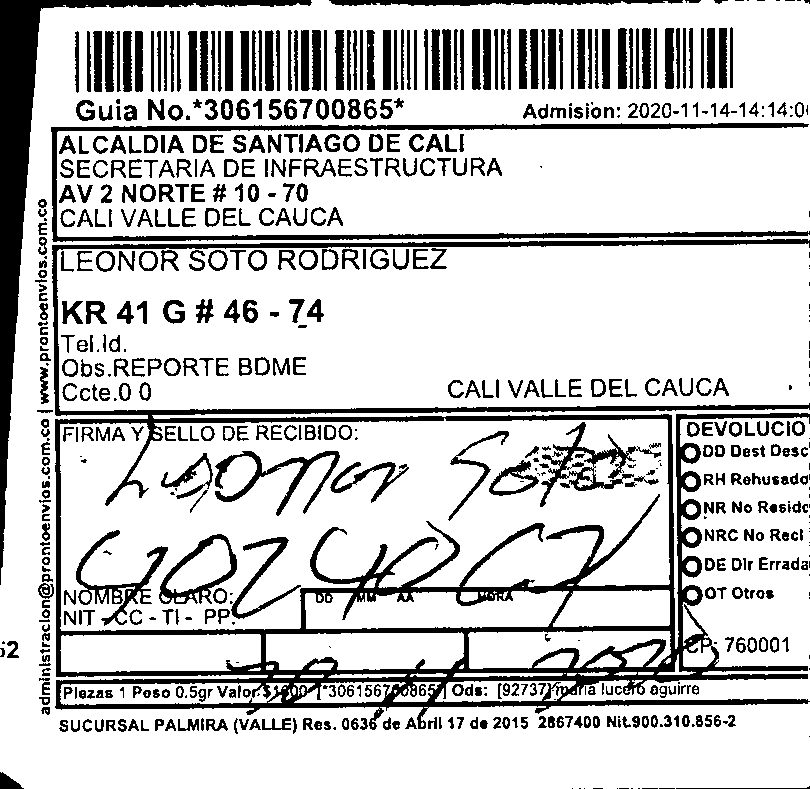 Guia No.*306156700865*
Admision: 2020-11-14-14:14:0
ALCALDIA DE SANTIAGO DE CALI
SECRETARIA DE INFRAESTRUCTURA
AV 2 NORTE # 10 - 70
CALI VALLE DEL CAUCA
LEONOR SOTO RODRIGUEZ
KR 41 G # 46 - 74
Tel.Id.
Obs.REPORTE BDME
Ccte.0 0
CALI VALLE DEL CAUCA
administracion@prontoenvios.com.co | www.prontoenvios.com.co
FIRMA Y SELLO DE RECIBIDO:
Leonor Soto
NOMBRE CLARO:
NIT - CC - TI - PP:
DD MM AA HORA
30 11 2020
DEVOLUCIO
DD Dest Desc
RH Rehusado
NR No Reside
NRC No Recl
DE Dir Errada
OT Otros
CP: 760001
52
Piezas 1 Peso 0.5gr Valor:$1600 [*306156700865*] Ods: [92737] maria lucero aguirre
SUCURSAL PALMIRA (VALLE) Res. 0636 de Abril 17 de 2015 2867400 Nit.900.310.856-2